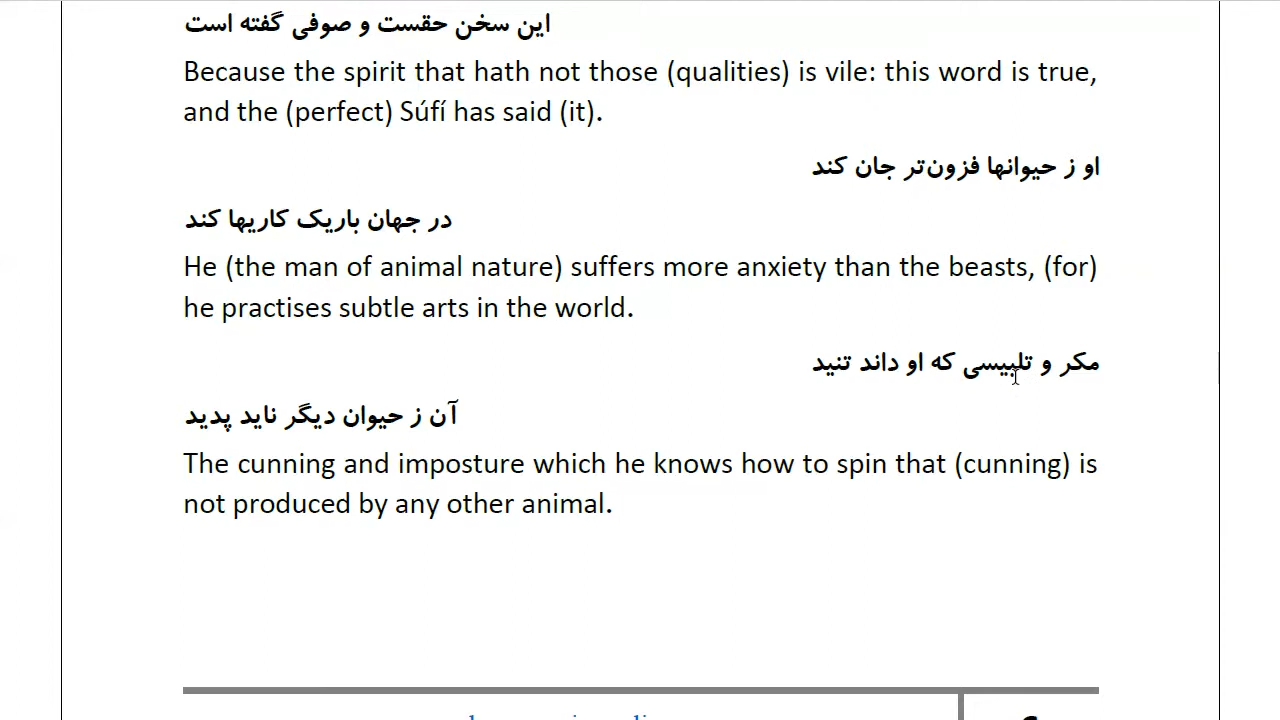 این سخن حقست و صوفی گفته است
Because the spirit that hath not those (qualities) is vile: this word is true,
and the (perfect) Súfí has said (it).
او ز حیوانها فزون‌تر جان کند
در جهان باریک کاریها کند
He (the man of animal nature) suffers more anxiety than the beasts, (for)
he practises subtle arts in the world.
مکر و تلبیسی که او داند تنید
آن ز حیوان دیگر ناید پدید
The cunning and imposture which he knows how to spin that (cunning) is
not produced by any other animal.